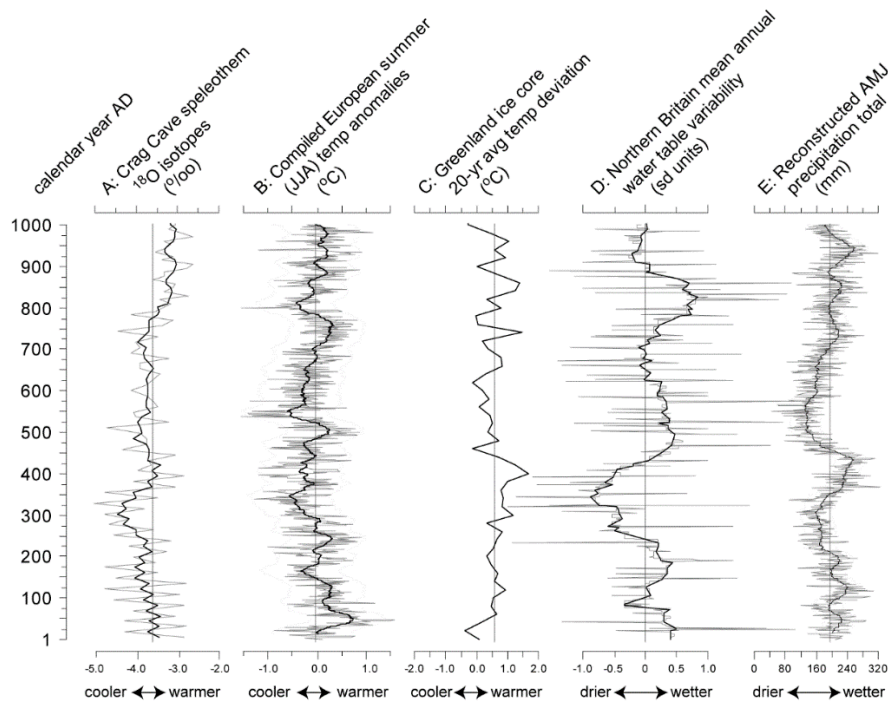 calendar year AD
A: Crag Cave speleothem
18O isotopes
(º/oo)
B: Compiled European summer
(JJA) temp anomalies
(ºC)
C: Greenland ice core
20-yr avg temp deviation
(ºC)
D: Northern Britain mean annual
water table variability
(sd units)
E: Reconstructed AMJ
precipitation total
(mm)
1000
900
800
700
600
500
400
300
200
100
1
-5.0 -4.0 -3.0 -2.0
-1.0 0.0 1.0
-2.0 -1.0 0.0 1.0 2.0
-1.0 -0.5 0 0.5 1.0
0 80 160 240 320
cooler warmer
cooler warmer
cooler warmer
drier wetter
drier wetter